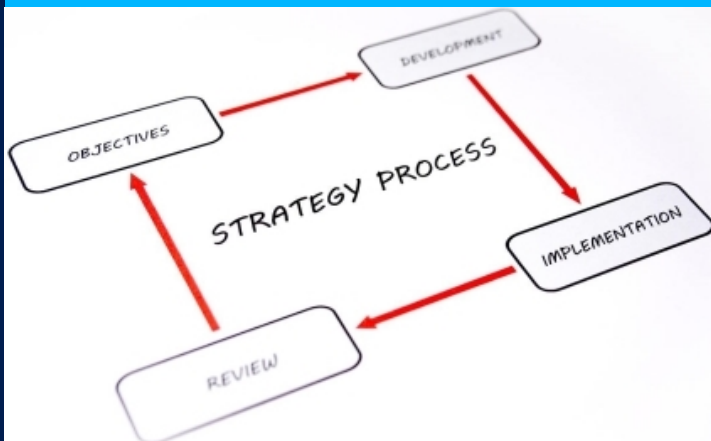 DEVELOPMENT
OBJECTIVES
STRATEGY PROCESS
IMPLEMENTATION
REVIEW